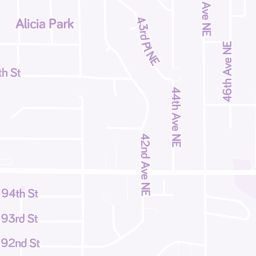 Alicia Park
43rd Pl NE
Ave NE
46th Ave NE
th St
44th Ave NE
42nd Ave NE
94th St
93rd St
92nd St